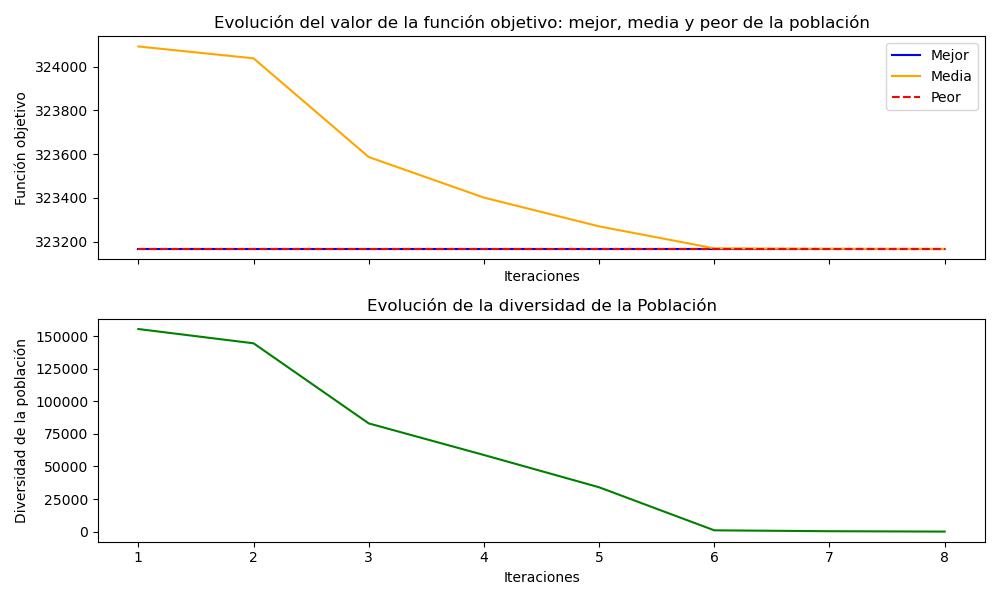 Evolución del valor de la función objetivo: mejor, media y peor de la población
324000
323800
323600
323400
323200
Función objetivo
Mejor
Media
Peor
Iteraciones
Evolución de la diversidad de la Población
150000
125000
100000
75000
50000
25000
0
Diversidad de la población
1 2 3 4 5 6 7 8
Iteraciones